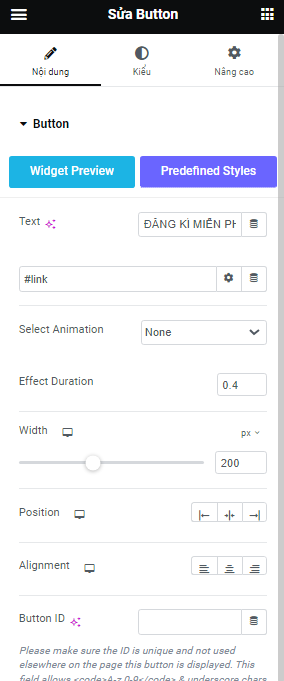 Sửa Button
Nội dung
Kiểu
Nâng cao
Button
Widget Preview
Predefined Styles
Text
ĐĂNG KÍ MIỄN PH
#link
Select Animation
None
Effect Duration
0.4
Width
px
200
Position
Alignment
Button ID
Please make sure the ID is unique and not used
elsewhere on the page this button is displayed. This
field allows <code>A-z 0-9</code> & underscore chars